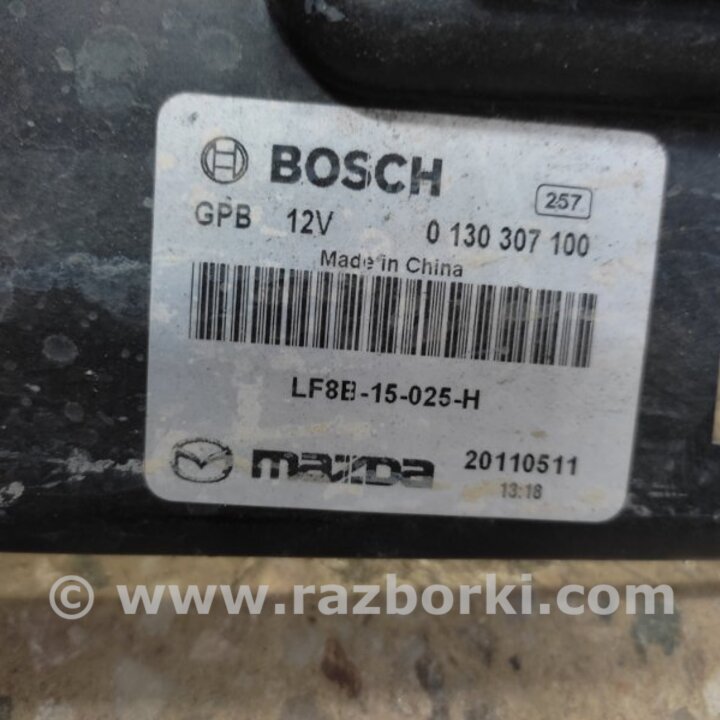 BOSCH
257
GPB 12V 0 130 307 100
Made in China
LF8B-15-025-H
mazda 20110511
13:18
© www.razborki.com